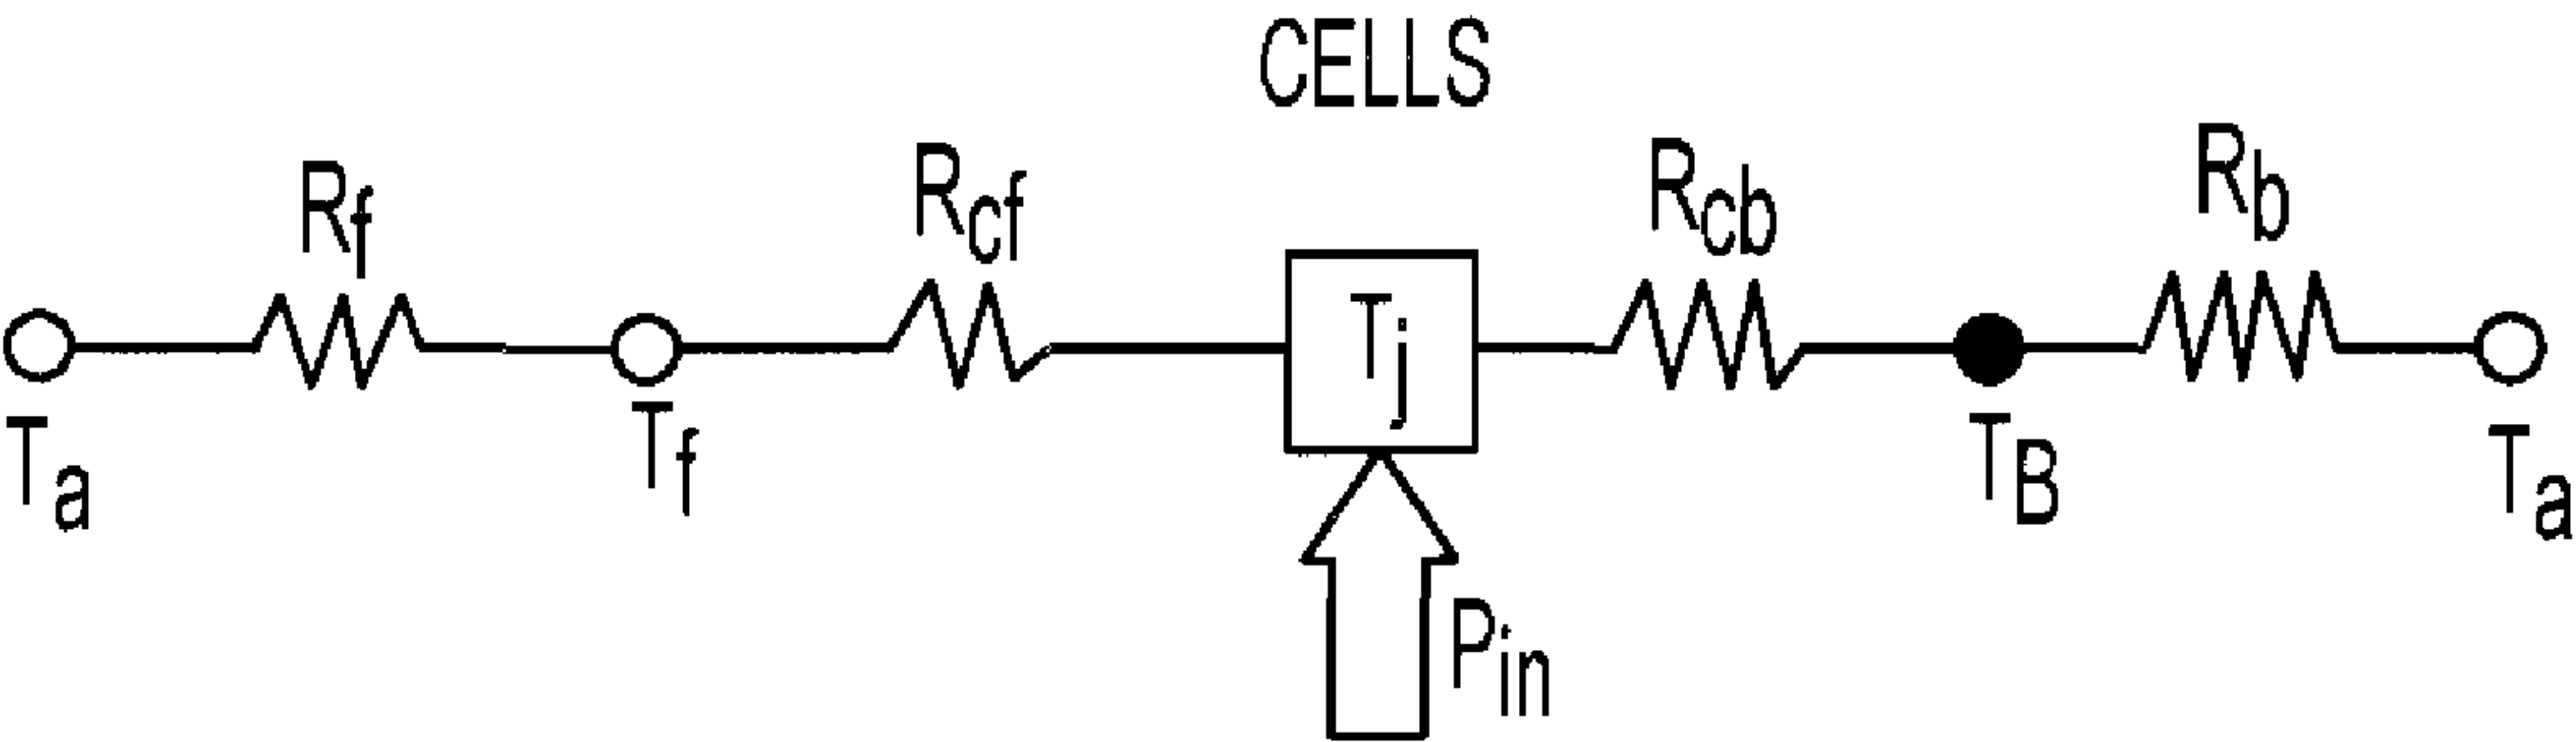 CELLS
Rf Rcf Rcb Rb
Tj
Ta Tf TB Ta
Pin